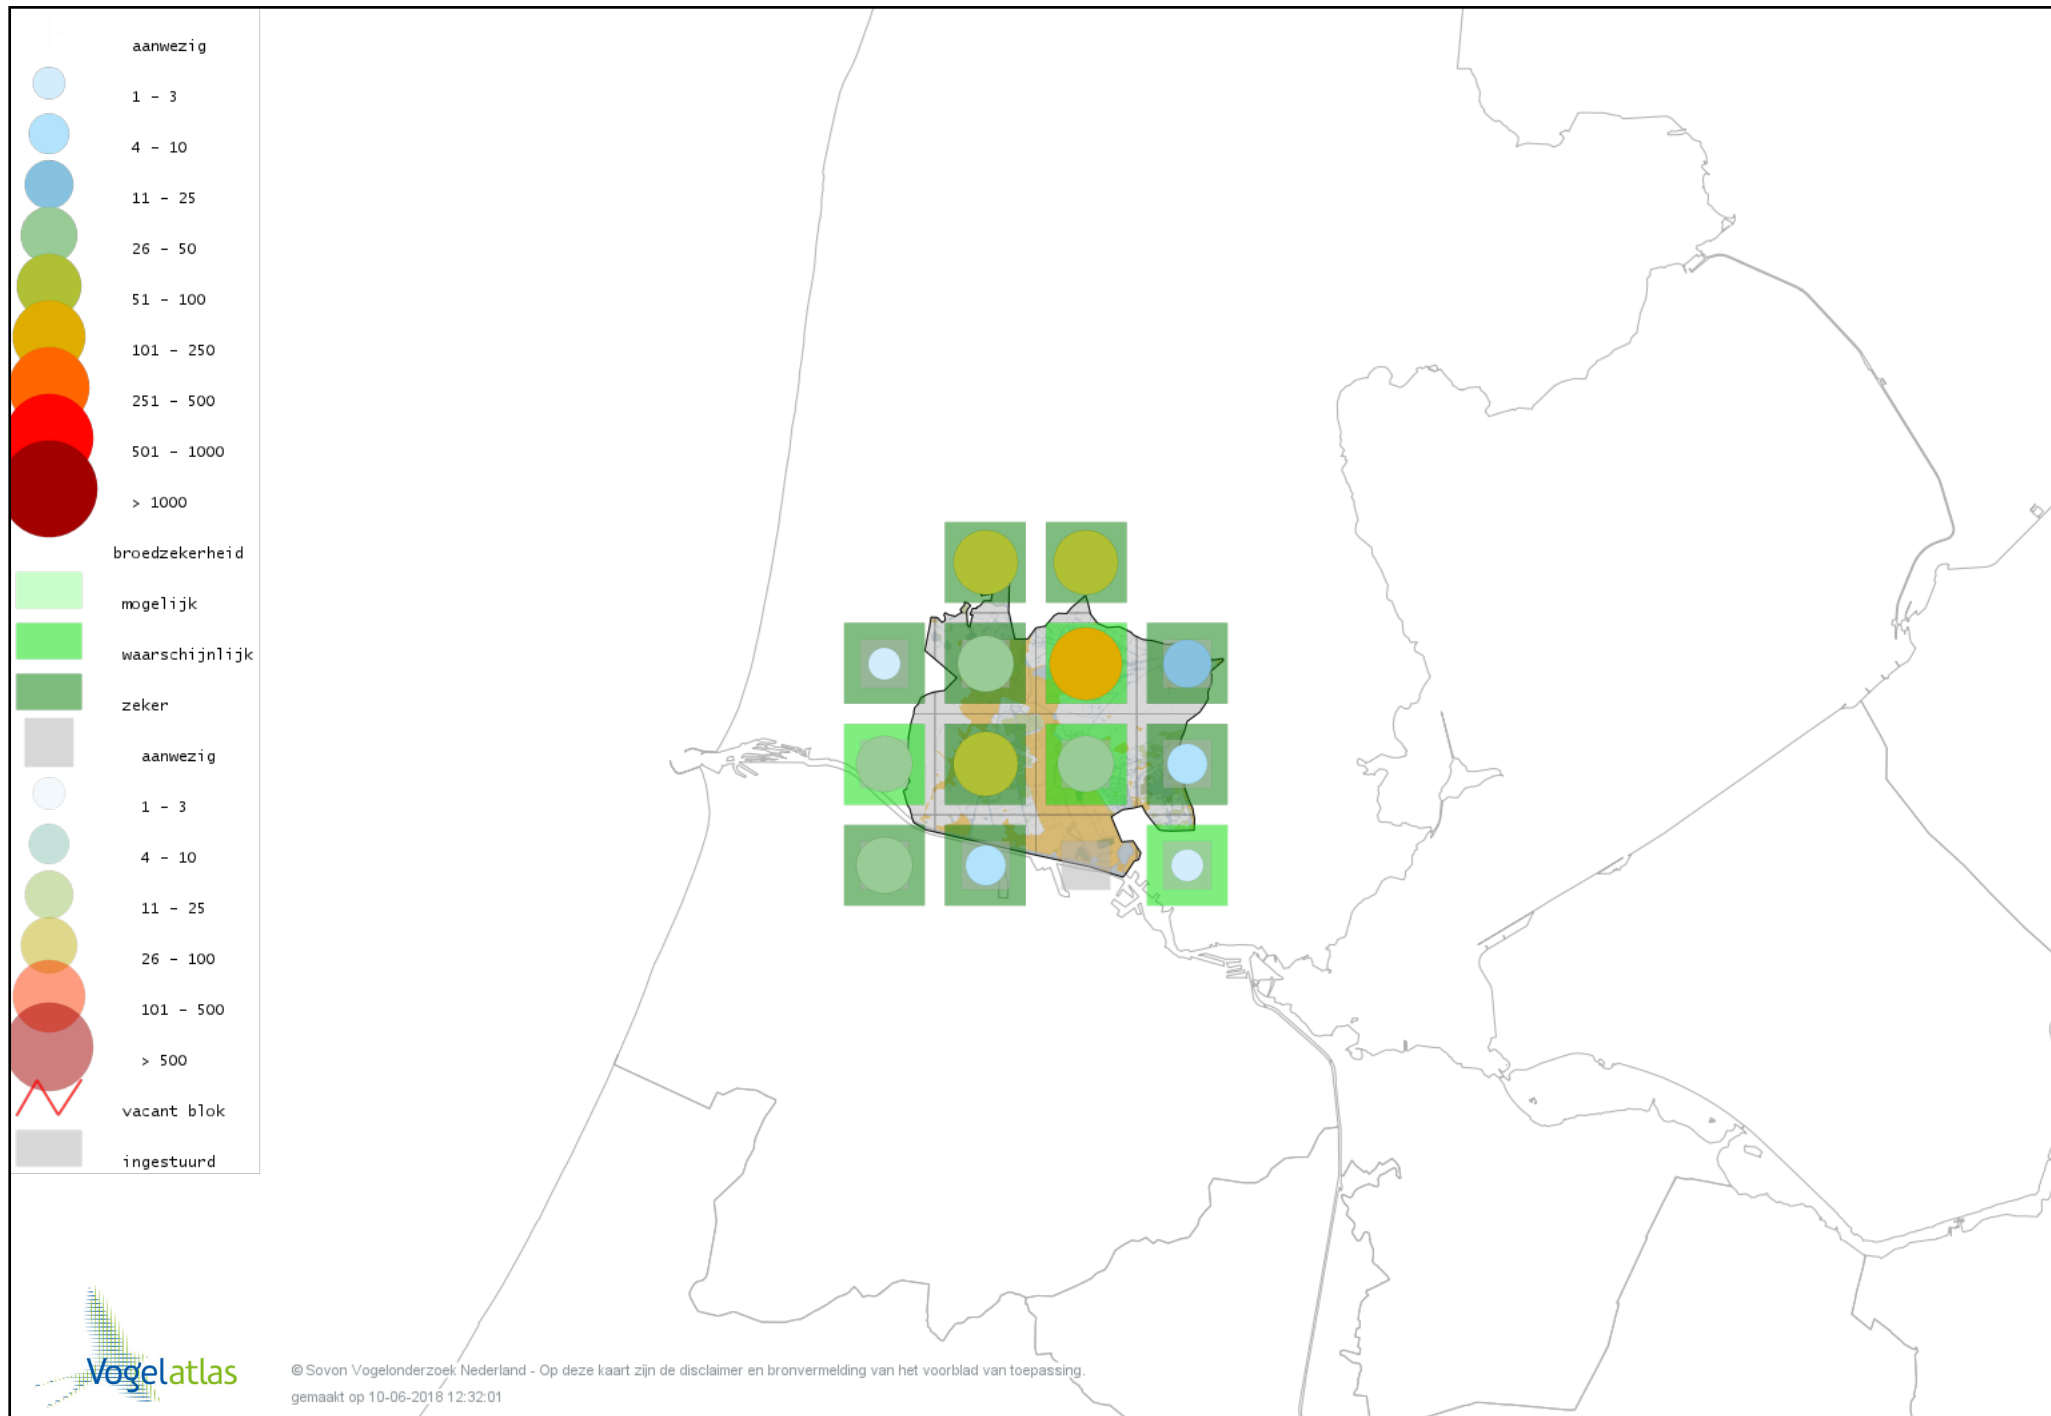 aanwezig
1 - 3
4 - 10
11 - 25
26 - 50
51 - 100
101 - 250
251 - 500
501 - 1000
> 1000
broedzekerheid
mogelijk
waarschijnlijk
zeker
aanwezig
1 - 3
4 - 10
11 - 25
26 - 100
101 - 500
> 500
vacant blok
ingestuurd
Vogelatlas
© Sovon Vogelonderzoek Nederland - Op deze kaart zijn de disclaimer en bronvermelding van het voorblad van toepassing.
gemaakt op 10-06-2018 12:32:01